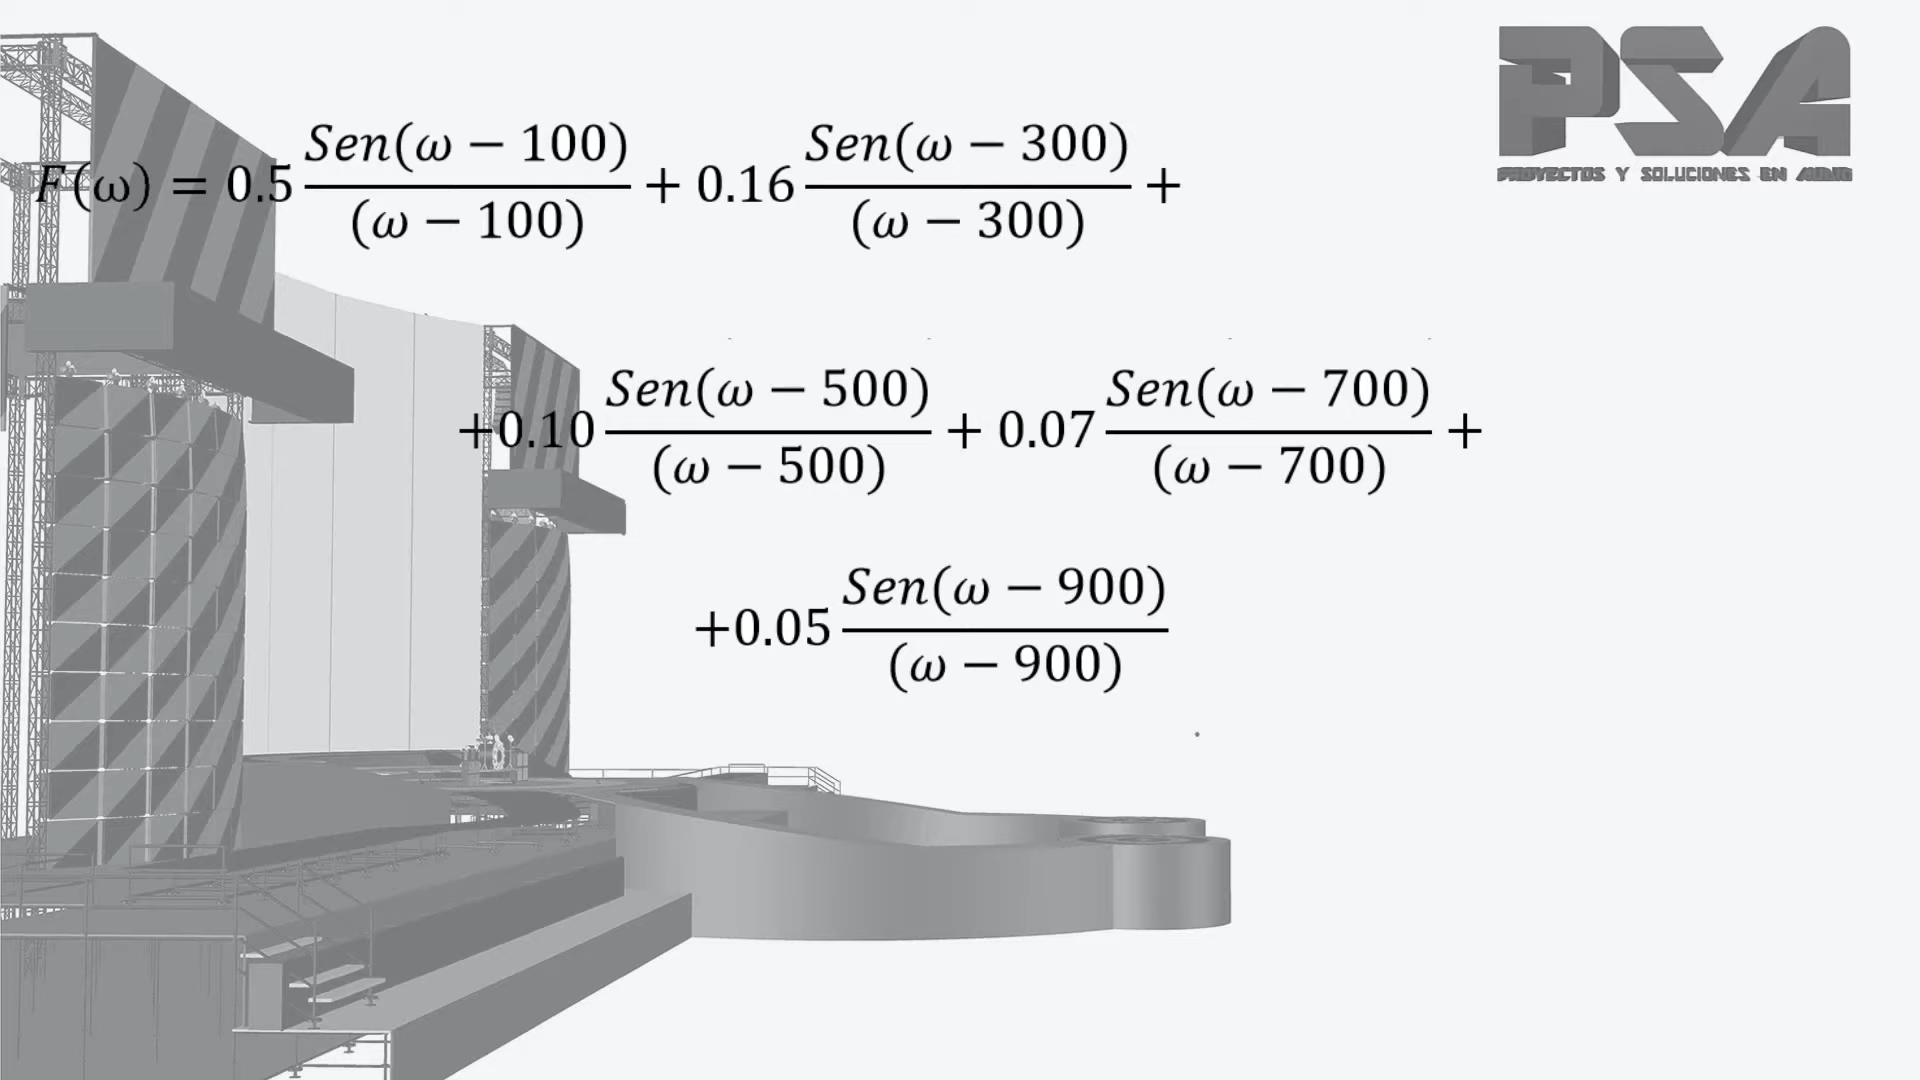 PSA
PROYECTOS Y SOLUCIONES EN AUDIO
F(ω) = 0.5 Sen(ω − 100)/(ω − 100) + 0.16 Sen(ω − 300)/(ω − 300) +
+0.10 Sen(ω − 500)/(ω − 500) + 0.07 Sen(ω − 700)/(ω − 700) +
+0.05 Sen(ω − 900)/(ω − 900)